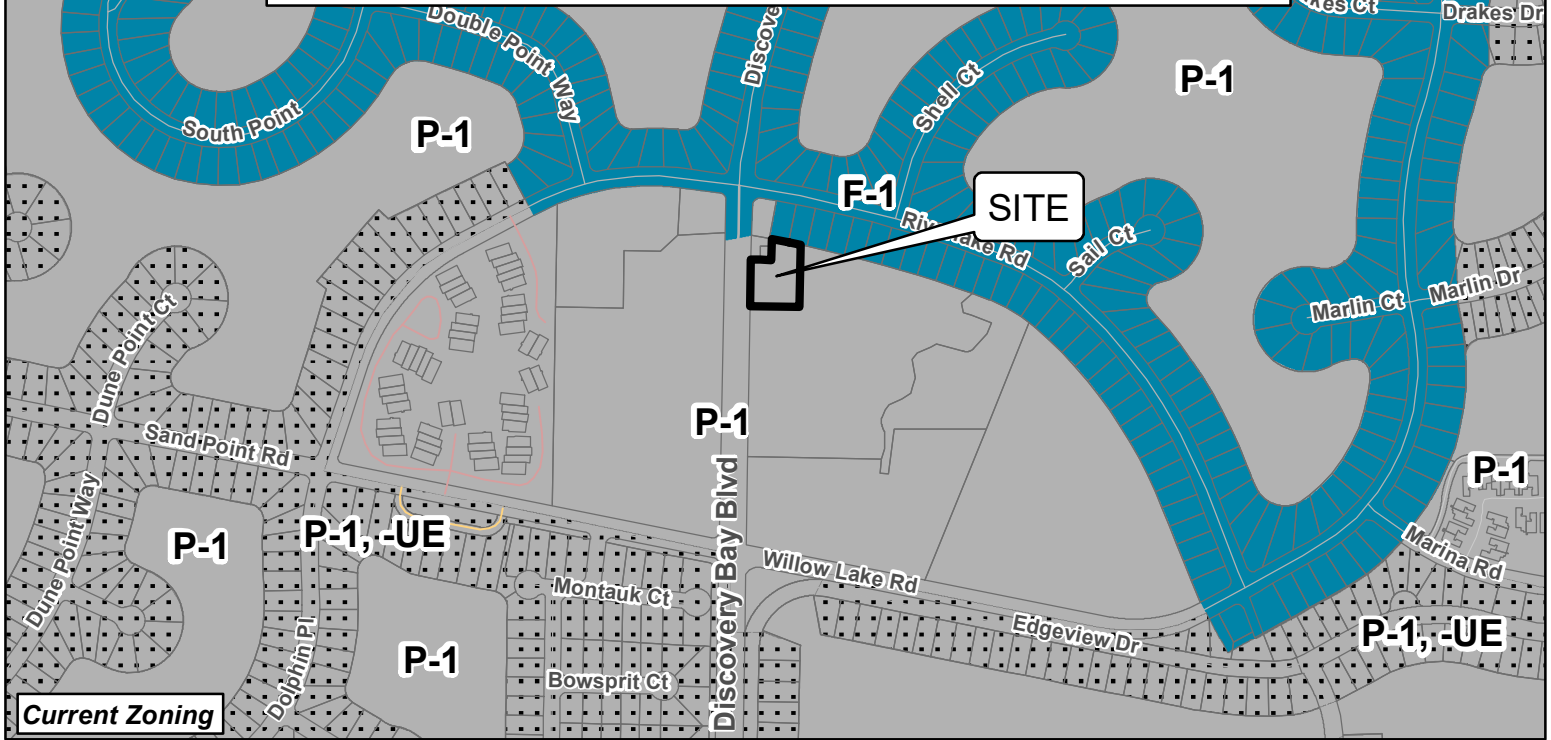 Drakes Dr
Double Point Way
South Point
Shell Ct
P-1
P-1
F-1
SITE
Sail Ct
Marlin Ct
Marlin Dr
Dune Point Ct
Sand Point Rd
P-1
Discovery Bay Blvd
P-1
Dune Point Way
P-1
P-1, -UE
Willow Lake Rd
Marina Rd
Montauk Ct
Edgeview Dr
P-1, -UE
Dolphin Pl
P-1
Bowsprit Ct
Current Zoning